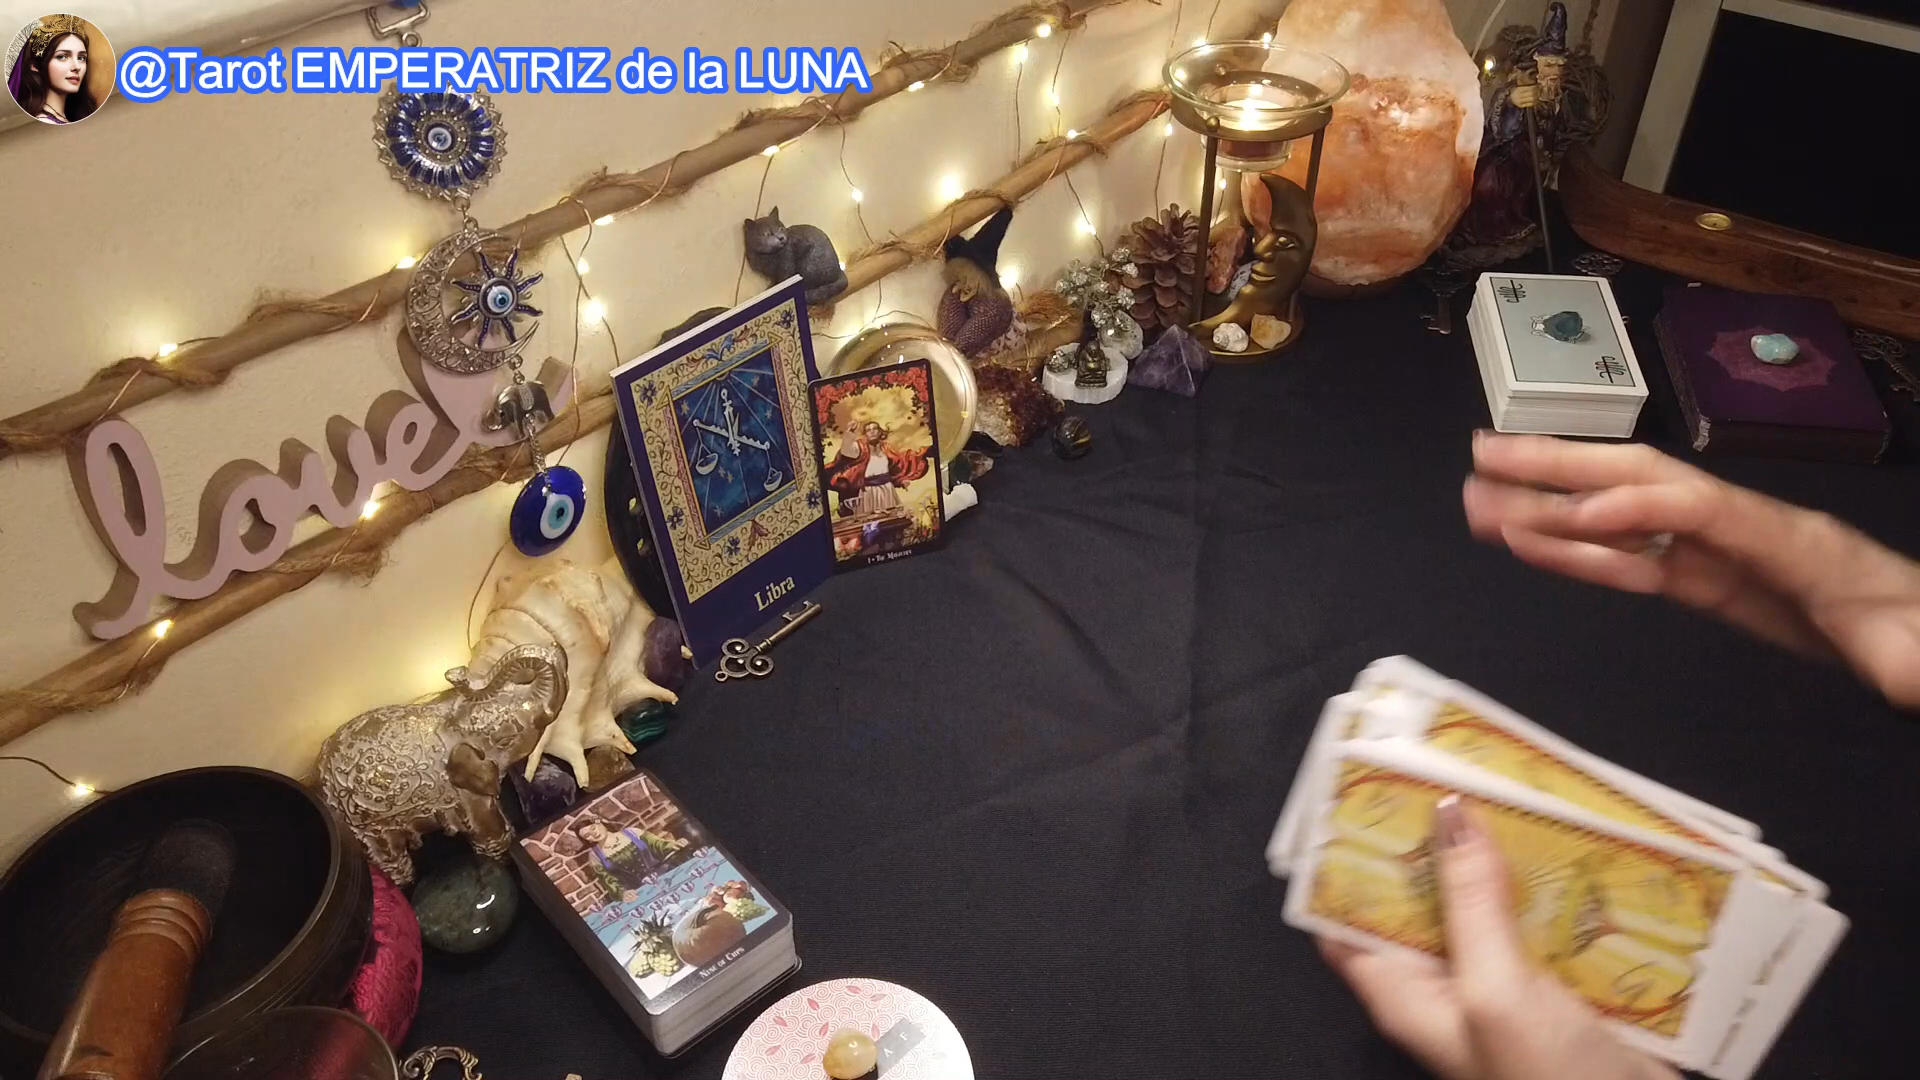 @Tarot EMPERATRIZ de la LUNA
love
Libra
I • The Magician
Nine of Cups
A F